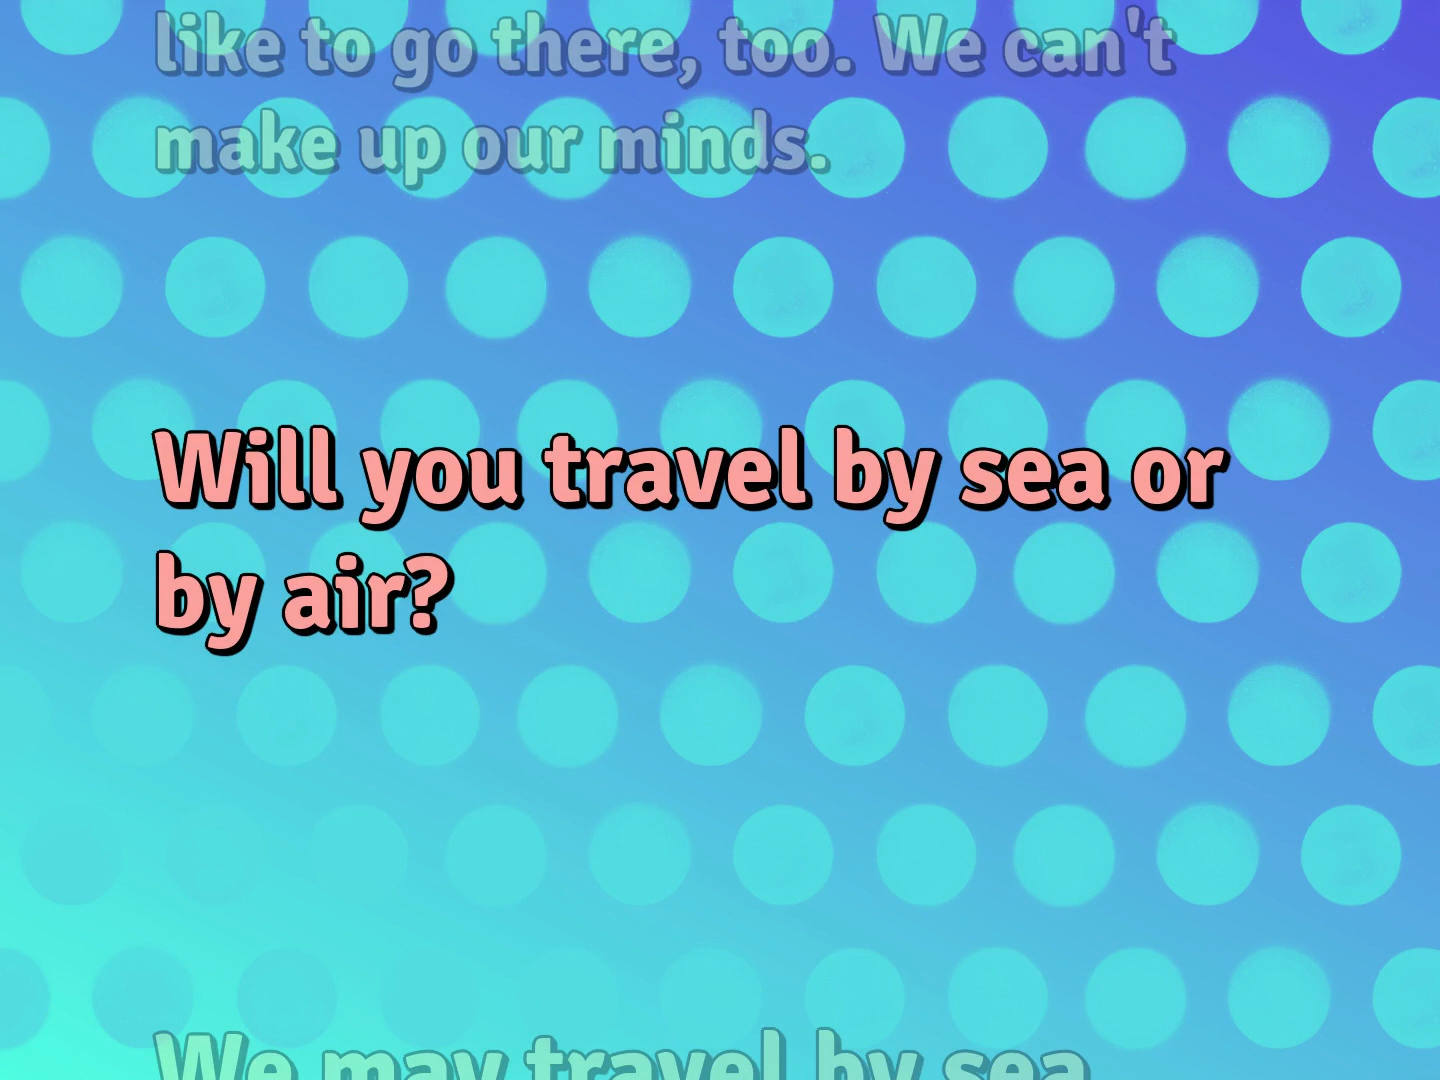 like to go there, too. We can't
make up our minds.
Will you travel by sea or
by air?
We may travel by sea